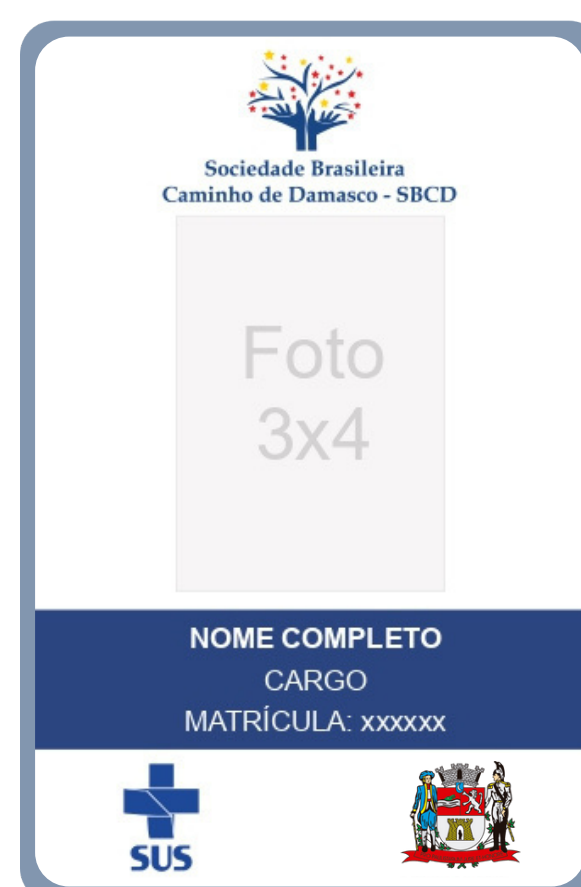 Sociedade Brasileira
Caminho de Damasco - SBCD
Foto
3x4
NOME COMPLETO
CARGO
MATRÍCULA: xxxxxx
SUS